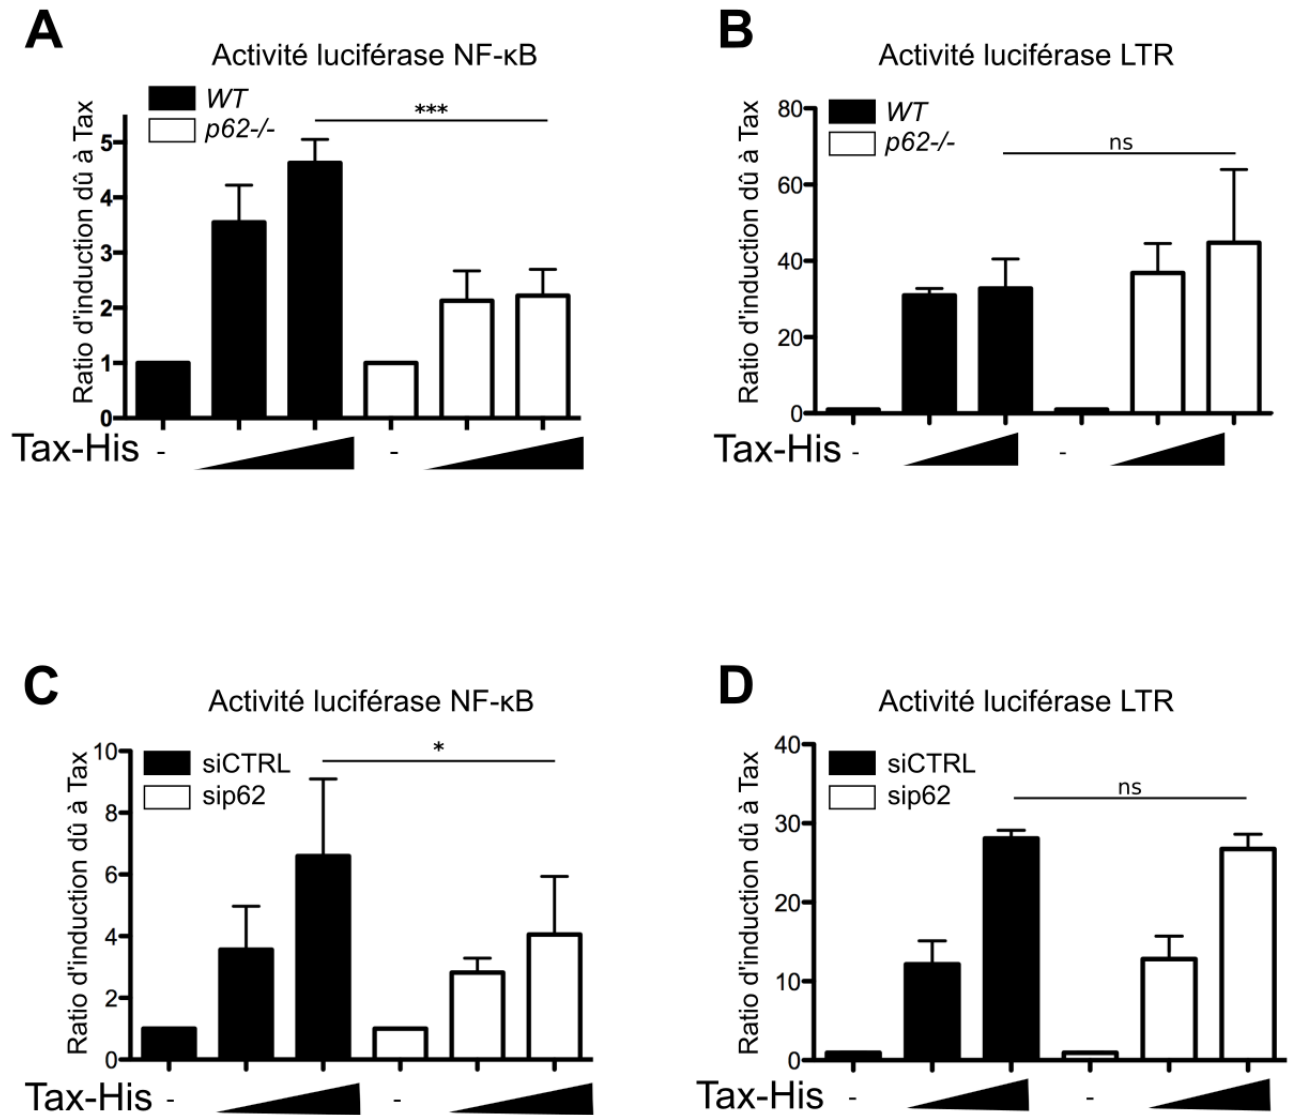 A
Activité luciférase NF-κB
WT
p62-/-
***
Ratio d'induction dû à Tax
5
4
3
2
1
0
Tax-His - -
B
Activité luciférase LTR
WT
p62-/-
ns
Ratio d'induction dû à Tax
80
60
40
20
0
Tax-His - -
C
Activité luciférase NF-κB
siCTRL
sip62
*
Ratio d'induction dû à Tax
10
8
6
4
2
0
Tax-His - -
D
Activité luciférase LTR
siCTRL
sip62
ns
Ratio d'induction dû à Tax
40
30
20
10
0
Tax-His - -